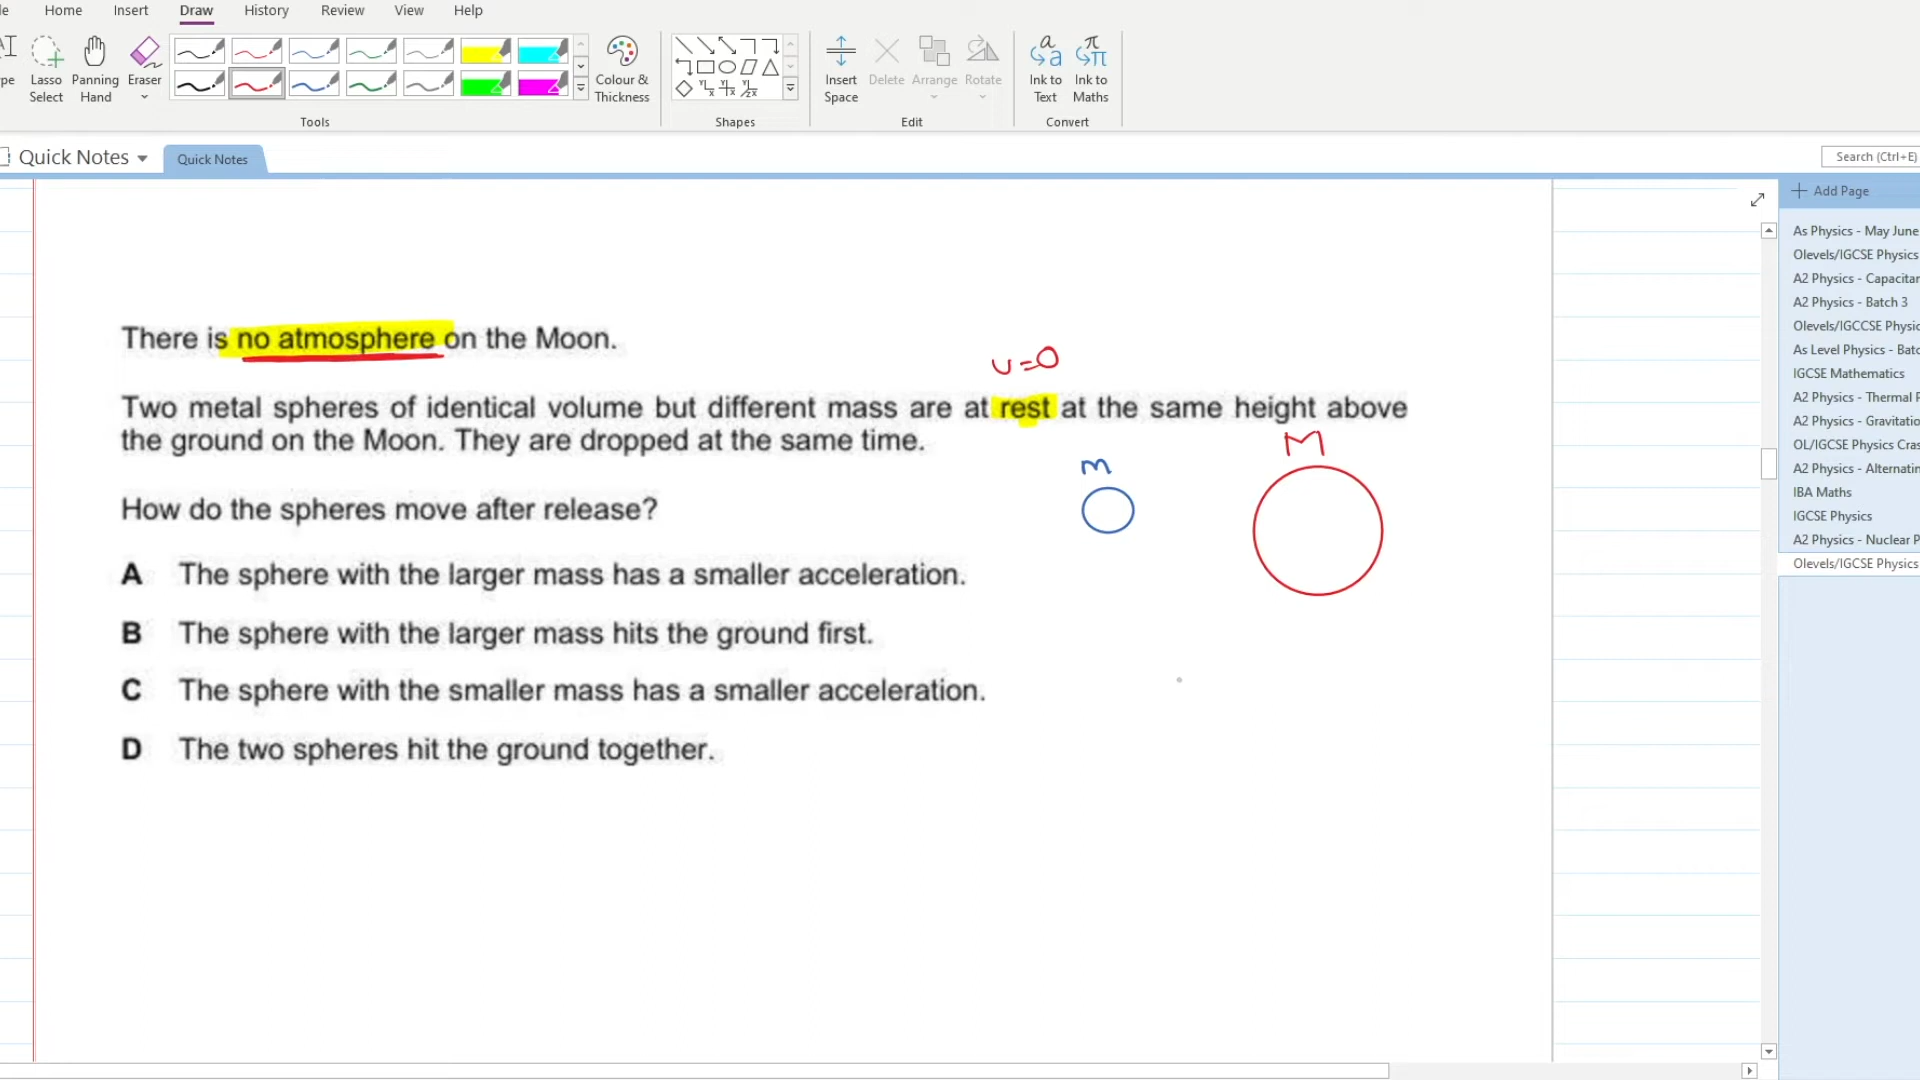 Home Insert Draw History Review View Help
Lasso Select
Panning Hand
Eraser
Colour & Thickness
Insert Space
Delete
Arrange
Rotate
Ink to Text
Ink to Maths
Tools
Shapes
Edit
Convert
Quick Notes
Quick Notes
Search (Ctrl+E)
Add Page
There is no atmosphere on the Moon.
u=0
Two metal spheres of identical volume but different mass are at rest at the same height above
the ground on the Moon. They are dropped at the same time.
M
m
How do the spheres move after release?
A The sphere with the larger mass has a smaller acceleration.
B The sphere with the larger mass hits the ground first.
C The sphere with the smaller mass has a smaller acceleration.
D The two spheres hit the ground together.
As Physics - May June
Olevels/IGCSE Physics
A2 Physics - Capacitar
A2 Physics - Batch 3
Olevels/IGCCSE Physic
As Level Physics - Batc
IGCSE Mathematics
A2 Physics - Thermal P
A2 Physics - Gravitatio
OL/IGCSE Physics Cras
A2 Physics - Alternatin
IBA Maths
IGCSE Physics
A2 Physics - Nuclear P
Olevels/IGCSE Physics